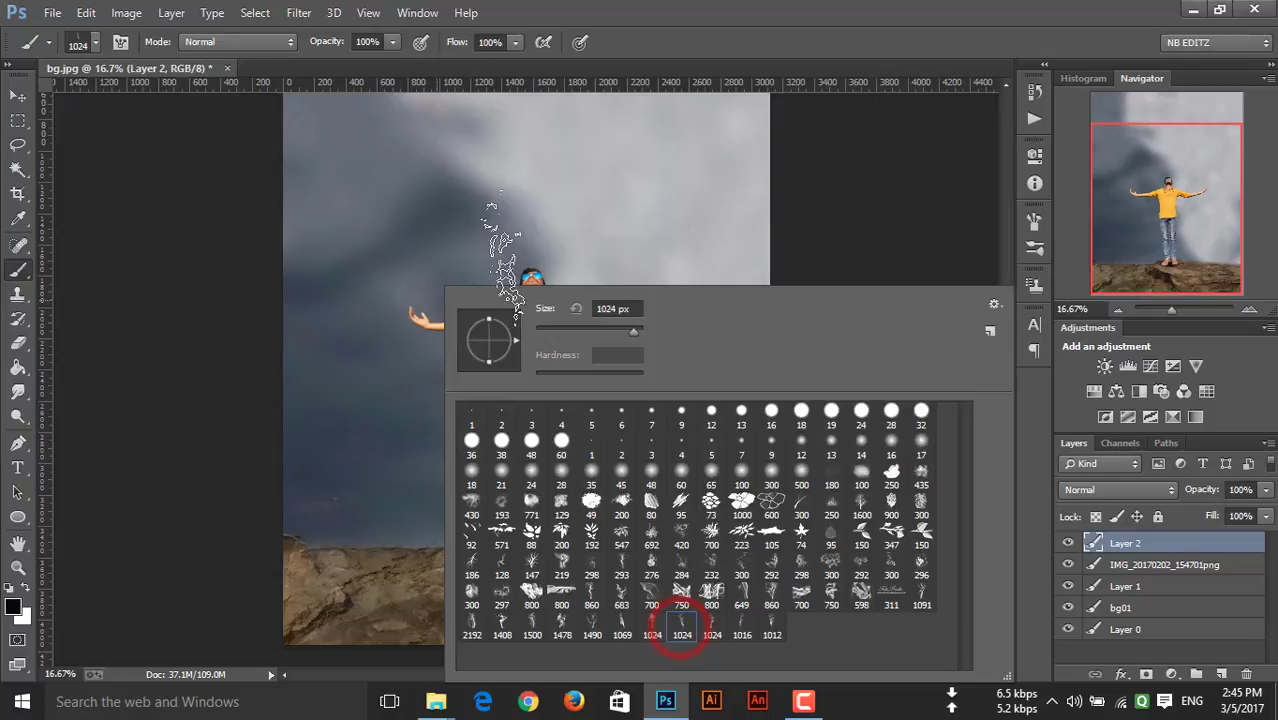 Ps File Edit Image Layer Type Select Filter 3D View Window Help
1024 Mode: Normal Opacity: 100% Flow: 100% NB EDITZ
bg.jpg @ 16.7% (Layer 2, RGB/8) * ×
1400 1200 1000 800 600 400 200 0 200 400 600 800 1000 1200 1400 1600 1800 2000 2200 2400 2600 2800 3000 3200 3400 3600 3800 4000 4200 4400
Histogram Navigator
Size: 1024 px
Hardness:
16.67%
Adjustments
Add an adjustment
1 2 3 4 5 6 7 9 12 13 16 18 19 24 28 32
36 38 48 60 1 2 3 4 5 7 9 12 13 14 16 17
18 21 24 28 35 45 48 60 65 100 300 500 180 100 250 435
430 193 771 129 49 200 80 95 73 1000 600 300 250 1600 900 300
92 571 88 200 192 547 692 420 700 223 105 74 95 150 347 150
186 128 147 219 298 293 276 284 232 300 292 298 300 292 300 296
300 297 800 800 860 683 700 750 800 649 860 700 750 598 311 1091
2192 1408 1500 1478 1490 1069 1024 1024 1024 1016 1012
Layers Channels Paths
Kind
Normal Opacity: 100%
Lock: Fill: 100%
Layer 2
IMG_20170202_154701png
Layer 1
bg01
Layer 0
16.67% Doc: 37.1M/109.0M
Search the web and Windows
Ps Ai An
6.5 kbps
5.2 kbps
ENG
2:45 PM
3/5/2017